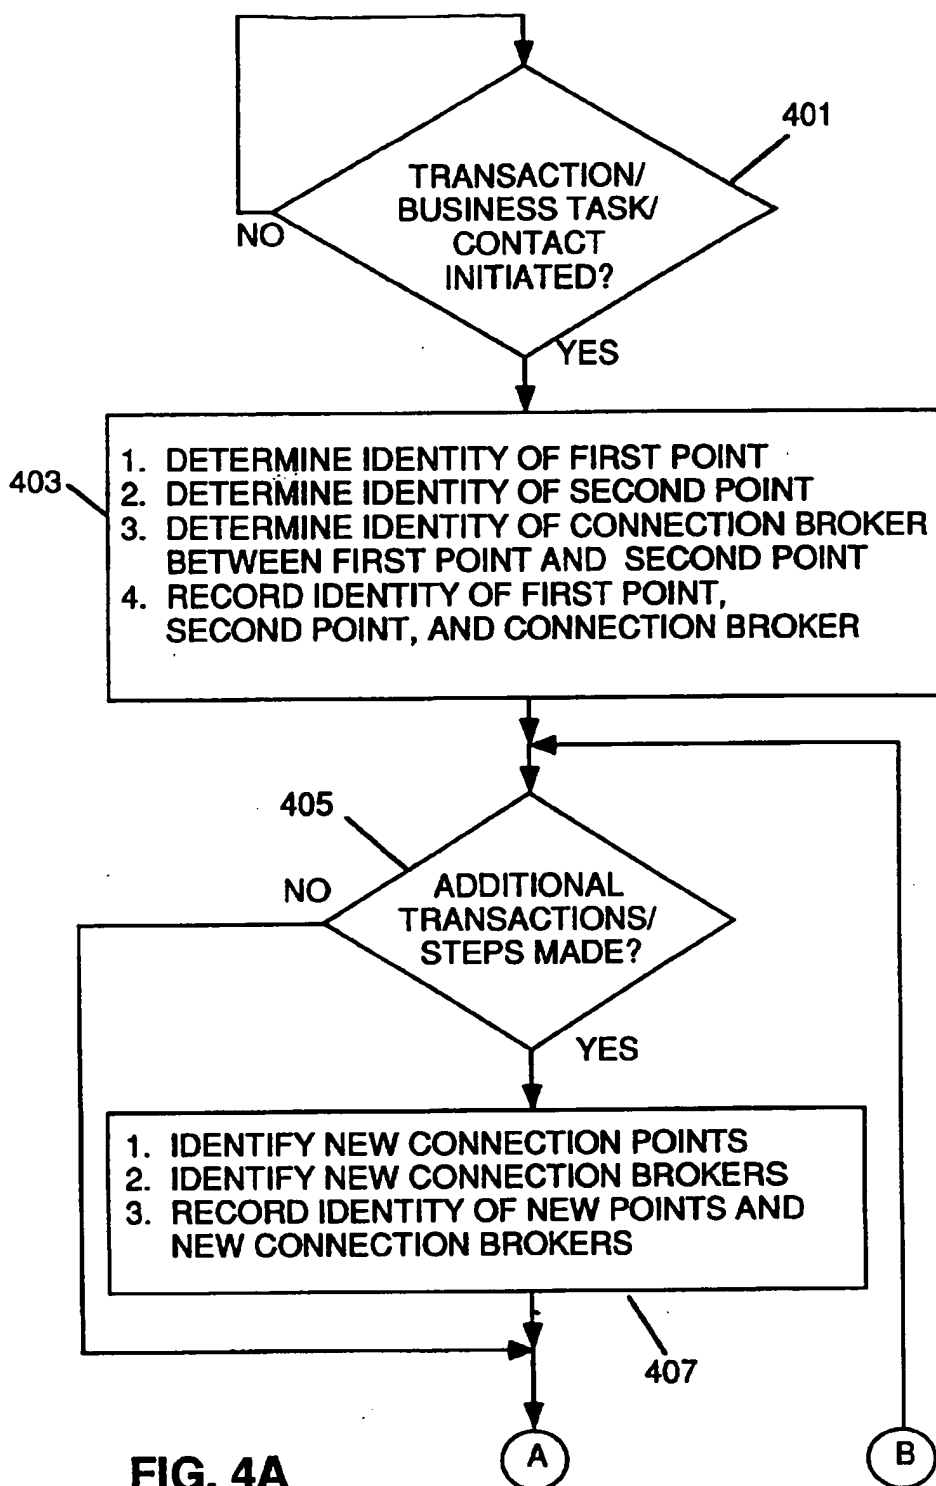 401
TRANSACTION/
BUSINESS TASK/
CONTACT
INITIATED?
NO
YES
403
1. DETERMINE IDENTITY OF FIRST POINT
2. DETERMINE IDENTITY OF SECOND POINT
3. DETERMINE IDENTITY OF CONNECTION BROKER
BETWEEN FIRST POINT AND SECOND POINT
4. RECORD IDENTITY OF FIRST POINT,
SECOND POINT, AND CONNECTION BROKER
405
NO
ADDITIONAL
TRANSACTIONS/
STEPS MADE?
YES
1. IDENTIFY NEW CONNECTION POINTS
2. IDENTIFY NEW CONNECTION BROKERS
3. RECORD IDENTITY OF NEW POINTS AND
NEW CONNECTION BROKERS
407
A
B
FIG. 4A